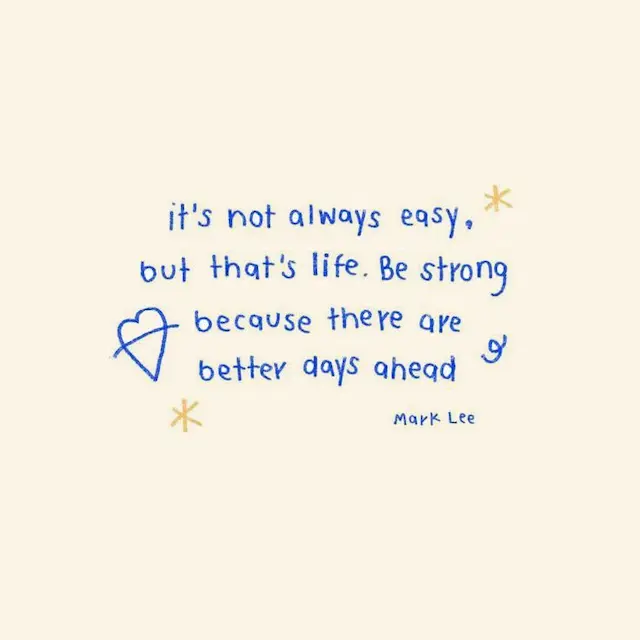 it's not always easy,
but that's life. Be strong
because there are
better days ahead
Mark Lee